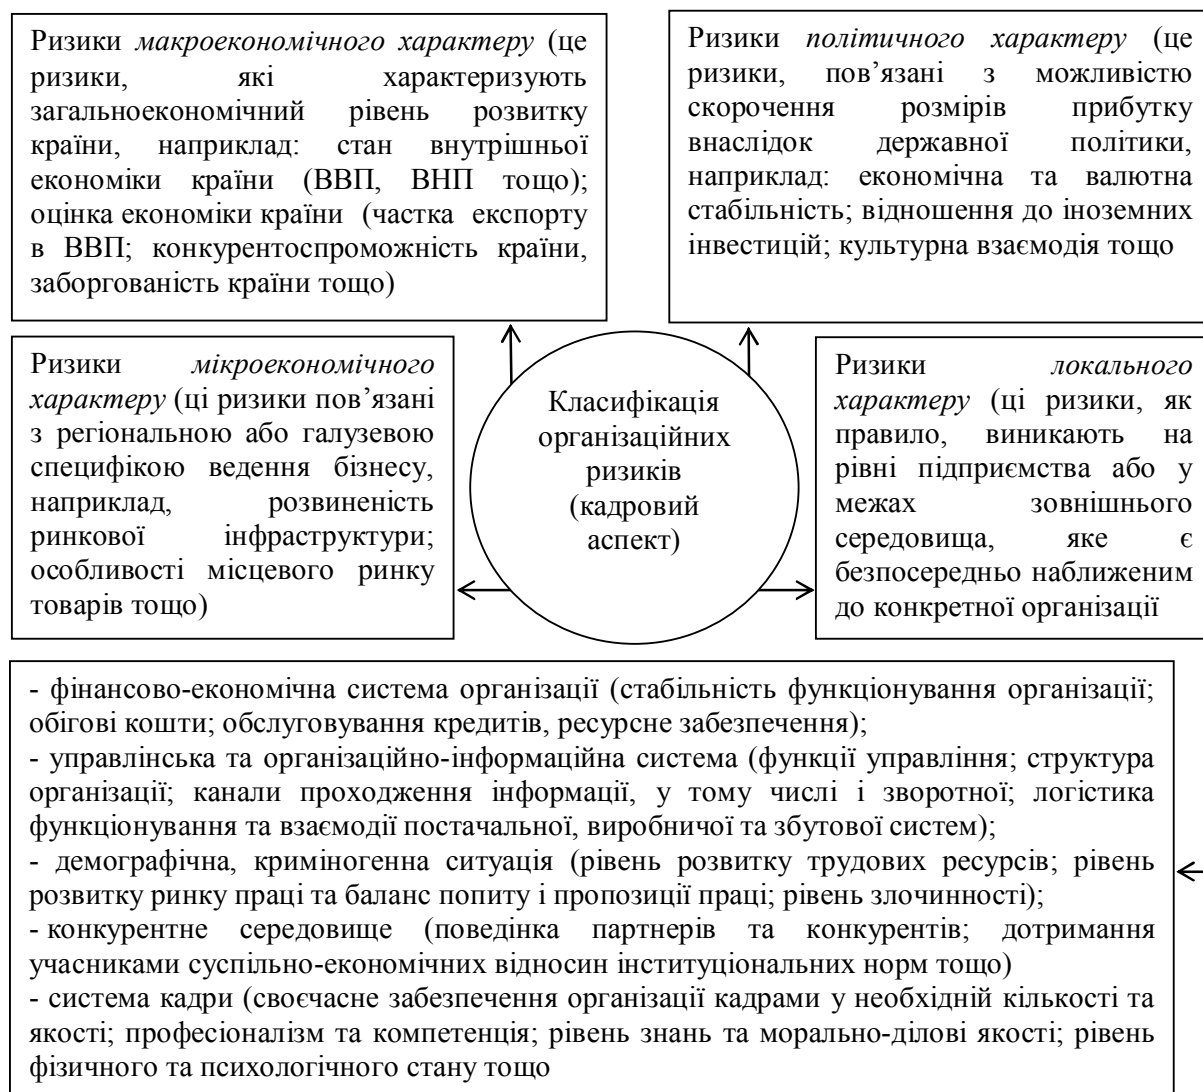 Ризики макроекономічного характеру (це
ризики, які характеризують
загальноекономічний рівень розвитку
країни, наприклад: стан внутрішньої
економіки країни (ВВП, ВНП тощо);
оцінка економіки країни (частка експорту
в ВВП; конкурентоспроможність країни,
заборгованість країни тощо)
Ризики політичного характеру (це
ризики, пов’язані з можливістю
скорочення розмірів прибутку
внаслідок державної політики,
наприклад: економічна та валютна
стабільність; відношення до іноземних
інвестицій; культурна взаємодія тощо
Ризики мікроекономічного
характеру (ці ризики пов’язані
з регіональною або галузевою
специфікою ведення бізнесу,
наприклад, розвиненість
ринкової інфраструктури;
особливості місцевого ринку
товарів тощо)
Класифікація
організаційних
ризиків
(кадровий
аспект)
Ризики локального
характеру (ці ризики, як
правило, виникають на
рівні підприємства або у
межах зовнішнього
середовища, яке є
безпосередньо наближеним
до конкретної організації
- фінансово-економічна система організації (стабільність функціонування організації;
обігові кошти; обслуговування кредитів, ресурсне забезпечення);
- управлінська та організаційно-інформаційна система (функції управління; структура
організації; канали проходження інформації, у тому числі і зворотної; логістика
функціонування та взаємодії постачальної, виробничої та збутової систем);
- демографічна, криміногенна ситуація (рівень розвитку трудових ресурсів; рівень
розвитку ринку праці та баланс попиту і пропозиції праці; рівень злочинності);
- конкурентне середовище (поведінка партнерів та конкурентів; дотримання
учасниками суспільно-економічних відносин інституціональних норм тощо)
- система кадри (своєчасне забезпечення організації кадрами у необхідній кількості та
якості; професіоналізм та компетенція; рівень знань та морально-ділові якості; рівень
фізичного та психологічного стану тощо